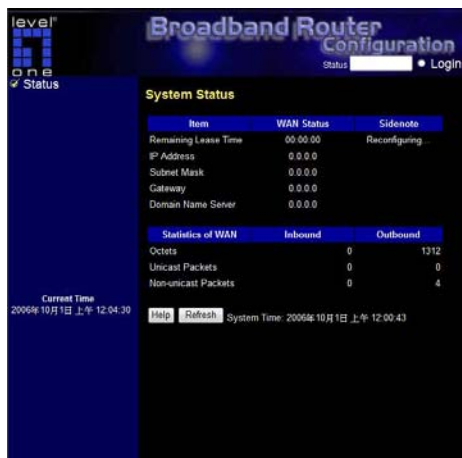 level®
one
Broadband Router
Configuration
Status Login
Status
System Status
Item WAN Status Sidenote
Remaining Lease Time 00:00:00 Reconfiguring...
IP Address 0.0.0.0
Subnet Mask 0.0.0.0
Gateway 0.0.0.0
Domain Name Server 0.0.0.0
Statistics of WAN Inbound Outbound
Octets 0 1312
Unicast Packets 0 0
Non-unicast Packets 0 4
Current Time
2006年10月1日 上午 12:04:30
Help Refresh System Time: 2006年10月1日 上午 12:00:43